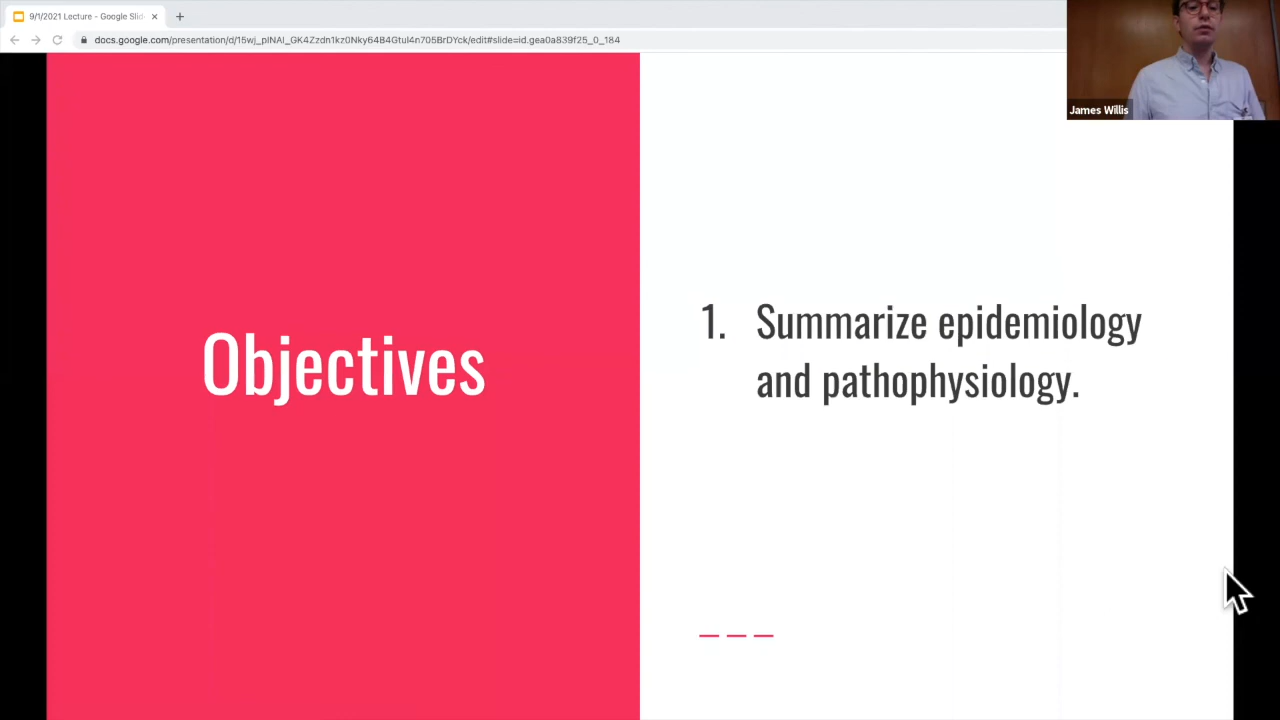 9/1/2021 Lecture - Google Slid
docs.google.com/presentation/d/15wj_plNAl_GK4Zzdn1kz0Nky64B4Gtul4n705BrDYck/edit#slide=id.gea0a839f25_0_184
James Willis
Objectives
1. Summarize epidemiology
and pathophysiology.